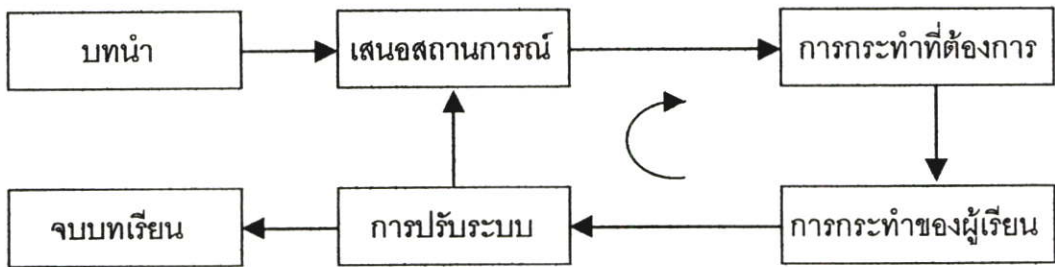 บทนำ
เสนอสถานการณ์
การกระทำที่ต้องการ
จบบทเรียน
การปรับระบบ
การกระทำของผู้เรียน